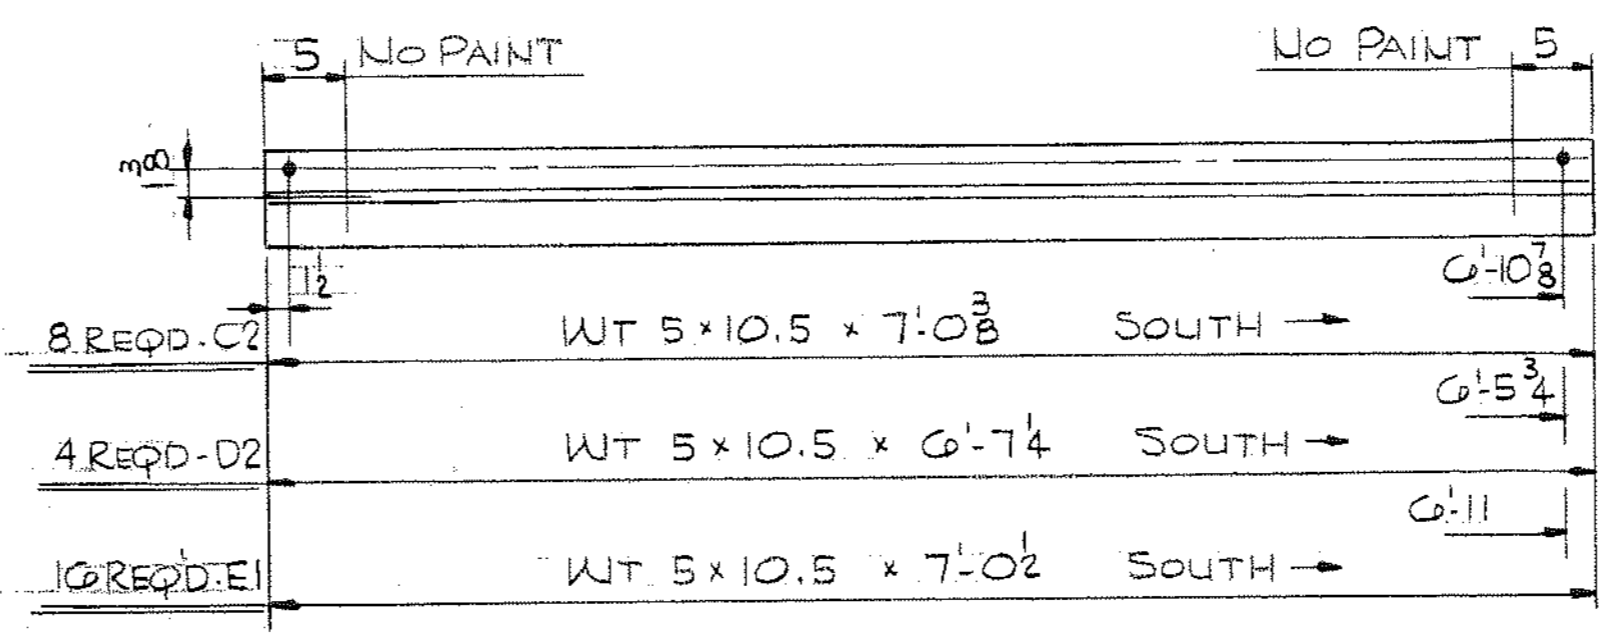 5 NO PAINT NO PAINT 5
1 3/8
1 1/2 6'-10 7/8
8 REQD.C2 WT 5 × 10.5 × 7'-0 3/8 SOUTH →
6'-5 3/4
4 REQD-D2 WT 5 × 10.5 × 6'-7 1/4 SOUTH →
6'-11
16 REQ'D.E1 WT 5 × 10.5 × 7'-0 1/2 SOUTH →